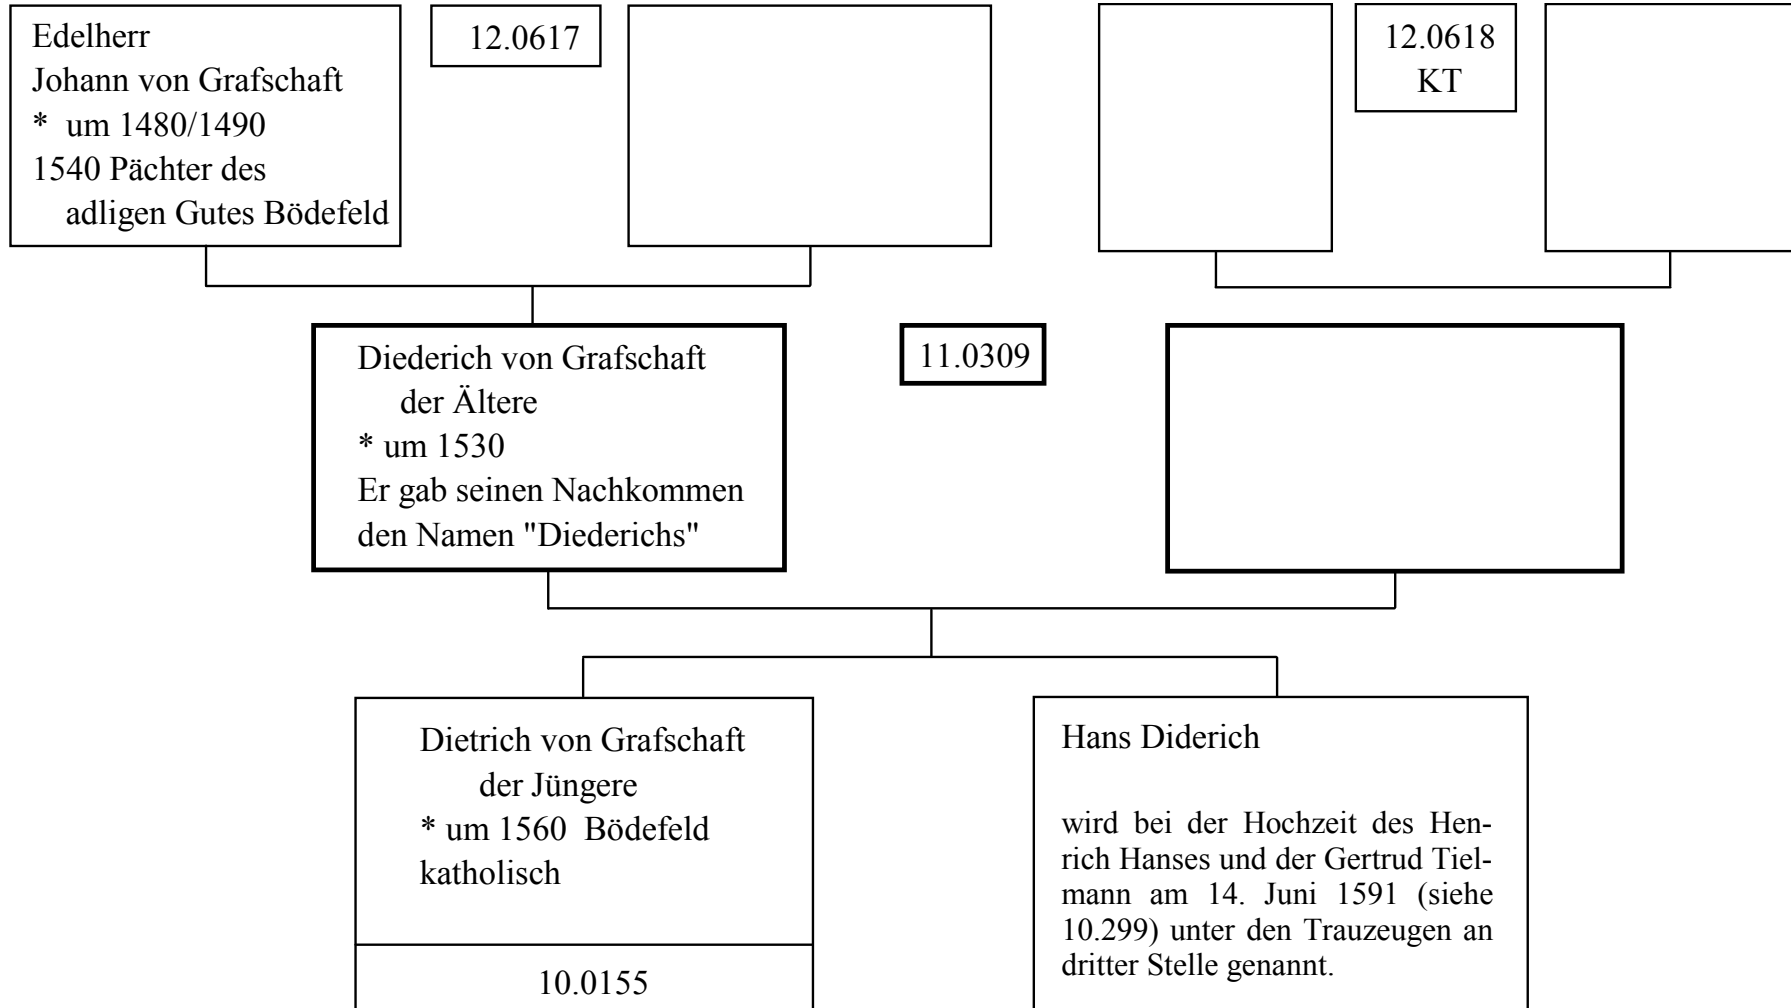 Edelherr
Johann von Grafschaft
* um 1480/1490
1540 Pächter des
adligen Gutes Bödefeld
12.0617
12.0618
KT
Diederich von Grafschaft
der Ältere
* um 1530
Er gab seinen Nachkommen
den Namen "Diederichs"
11.0309
Dietrich von Grafschaft
der Jüngere
* um 1560 Bödefeld
katholisch
10.0155
Hans Diderich
wird bei der Hochzeit des Hen-
rich Hanses und der Gertrud Tiel-
mann am 14. Juni 1591 (siehe
10.299) unter den Trauzeugen an
dritter Stelle genannt.